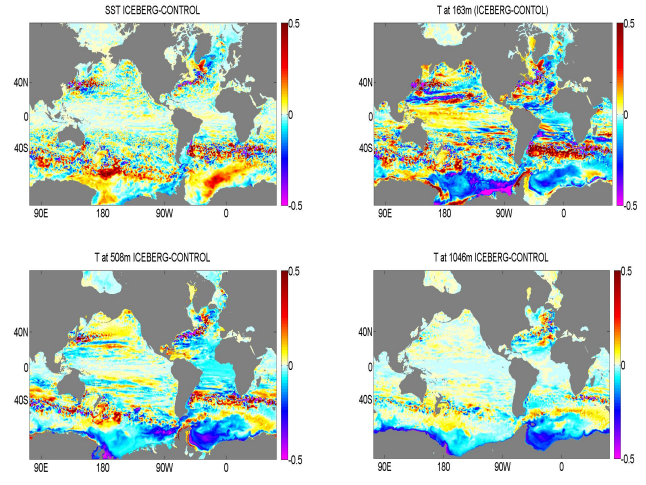 SST ICEBERG-CONTROL
0.5
40N
0
0
40S
-0.5
90E 180 90W 0
T at 163m (ICEBERG-CONTOL)
0.5
40N
0
0
40S
-0.5
90E 180 90W 0
T at 508m ICEBERG-CONTROL
0.5
40N
0
0
40S
-0.5
90E 180 90W 0
T at 1046m ICEBERG-CONTROL
0.5
40N
0
0
40S
-0.5
90E 180 90W 0